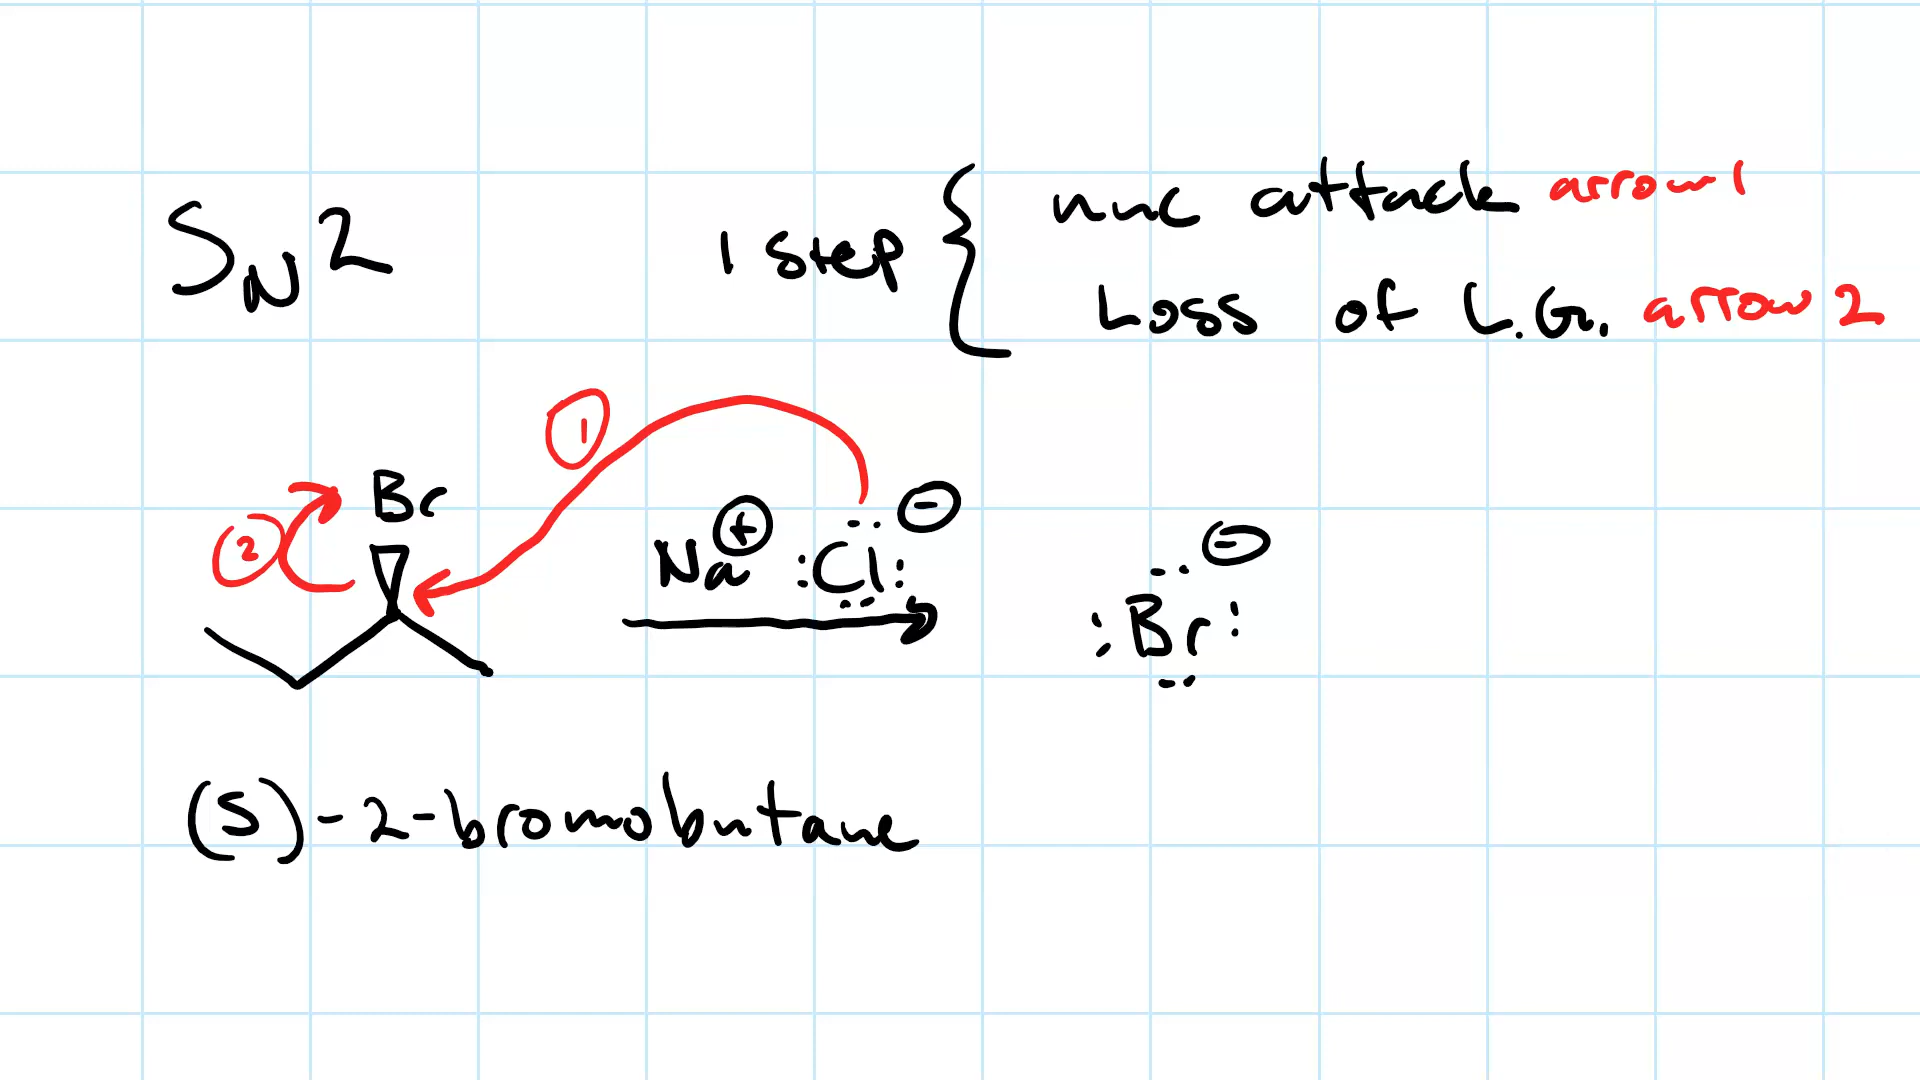 SN2
1 step { nuc attack arrow 1
Loss of L.G. arrow 2
1
2
Br
Na⊕ :Cl: ⊖
:Br: ⊖
(S)-2-bromobutane